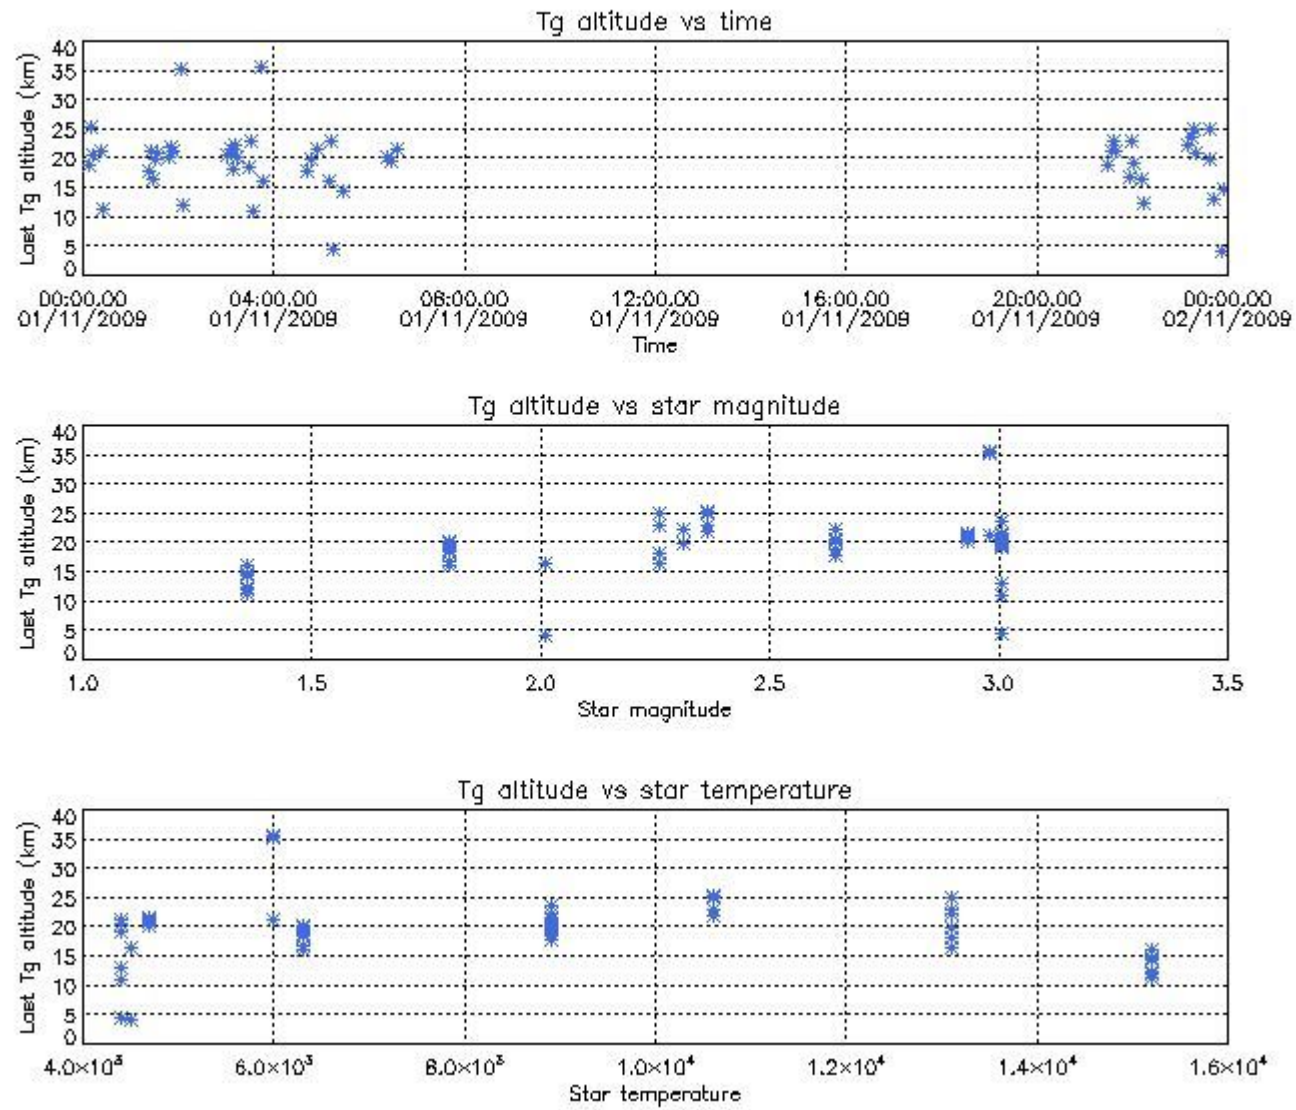 Tg altitude vs time
Last Tg altitude (km)
40
35
30
25
20
15
10
5
0
00:00.00 04:00.00 08:00.00 12:00.00 16:00.00 20:00.00 00:00.00
01/11/2009 01/11/2009 01/11/2009 01/11/2009 01/11/2009 01/11/2009 02/11/2009
Time
Tg altitude vs star magnitude
Last Tg altitude (km)
40
35
30
25
20
15
10
5
0
1.0 1.5 2.0 2.5 3.0 3.5
Star magnitude
Tg altitude vs star temperature
Last Tg altitude (km)
40
35
30
25
20
15
10
5
0
4.0×10³ 6.0×10³ 8.0×10³ 1.0×10⁴ 1.2×10⁴ 1.4×10⁴ 1.6×10⁴
Star temperature